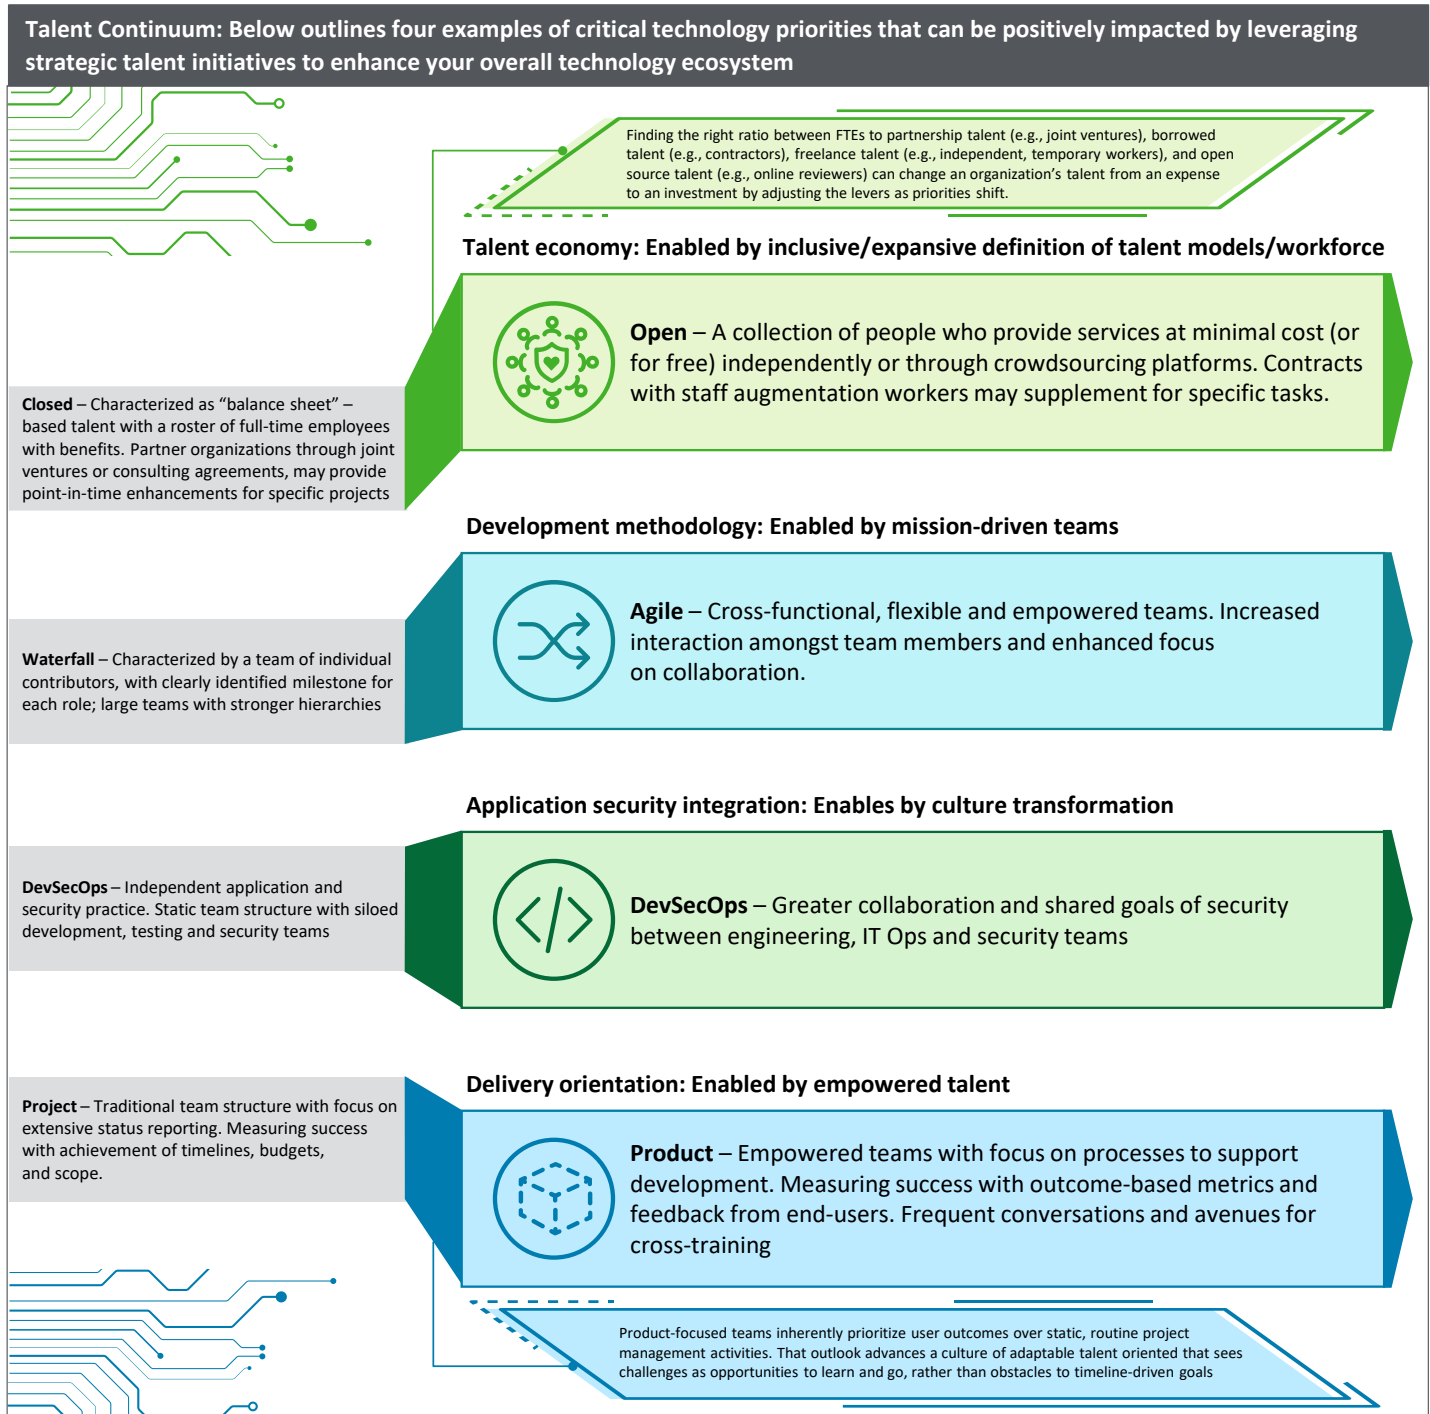 Talent Continuum: Below outlines four examples of critical technology priorities that can be positively impacted by leveraging
strategic talent initiatives to enhance your overall technology ecosystem
Finding the right ratio between FTEs to partnership talent (e.g., joint ventures), borrowed
talent (e.g., contractors), freelance talent (e.g., independent, temporary workers), and open
source talent (e.g., online reviewers) can change an organization’s talent from an expense
to an investment by adjusting the levers as priorities shift.
Talent economy: Enabled by inclusive/expansive definition of talent models/workforce
Closed – Characterized as “balance sheet” –
based talent with a roster of full-time employees
with benefits. Partner organizations through joint
ventures or consulting agreements, may provide
point-in-time enhancements for specific projects
Open – A collection of people who provide services at minimal cost (or
for free) independently or through crowdsourcing platforms. Contracts
with staff augmentation workers may supplement for specific tasks.
Development methodology: Enabled by mission-driven teams
Waterfall – Characterized by a team of individual
contributors, with clearly identified milestone for
each role; large teams with stronger hierarchies
Agile – Cross-functional, flexible and empowered teams. Increased
interaction amongst team members and enhanced focus
on collaboration.
Application security integration: Enables by culture transformation
DevSecOps – Independent application and
security practice. Static team structure with siloed
development, testing and security teams
DevSecOps – Greater collaboration and shared goals of security
between engineering, IT Ops and security teams
Delivery orientation: Enabled by empowered talent
Project – Traditional team structure with focus on
extensive status reporting. Measuring success
with achievement of timelines, budgets,
and scope.
Product – Empowered teams with focus on processes to support
development. Measuring success with outcome-based metrics and
feedback from end-users. Frequent conversations and avenues for
cross-training
Product-focused teams inherently prioritize user outcomes over static, routine project
management activities. That outlook advances a culture of adaptable talent oriented that sees
challenges as opportunities to learn and go, rather than obstacles to timeline-driven goals